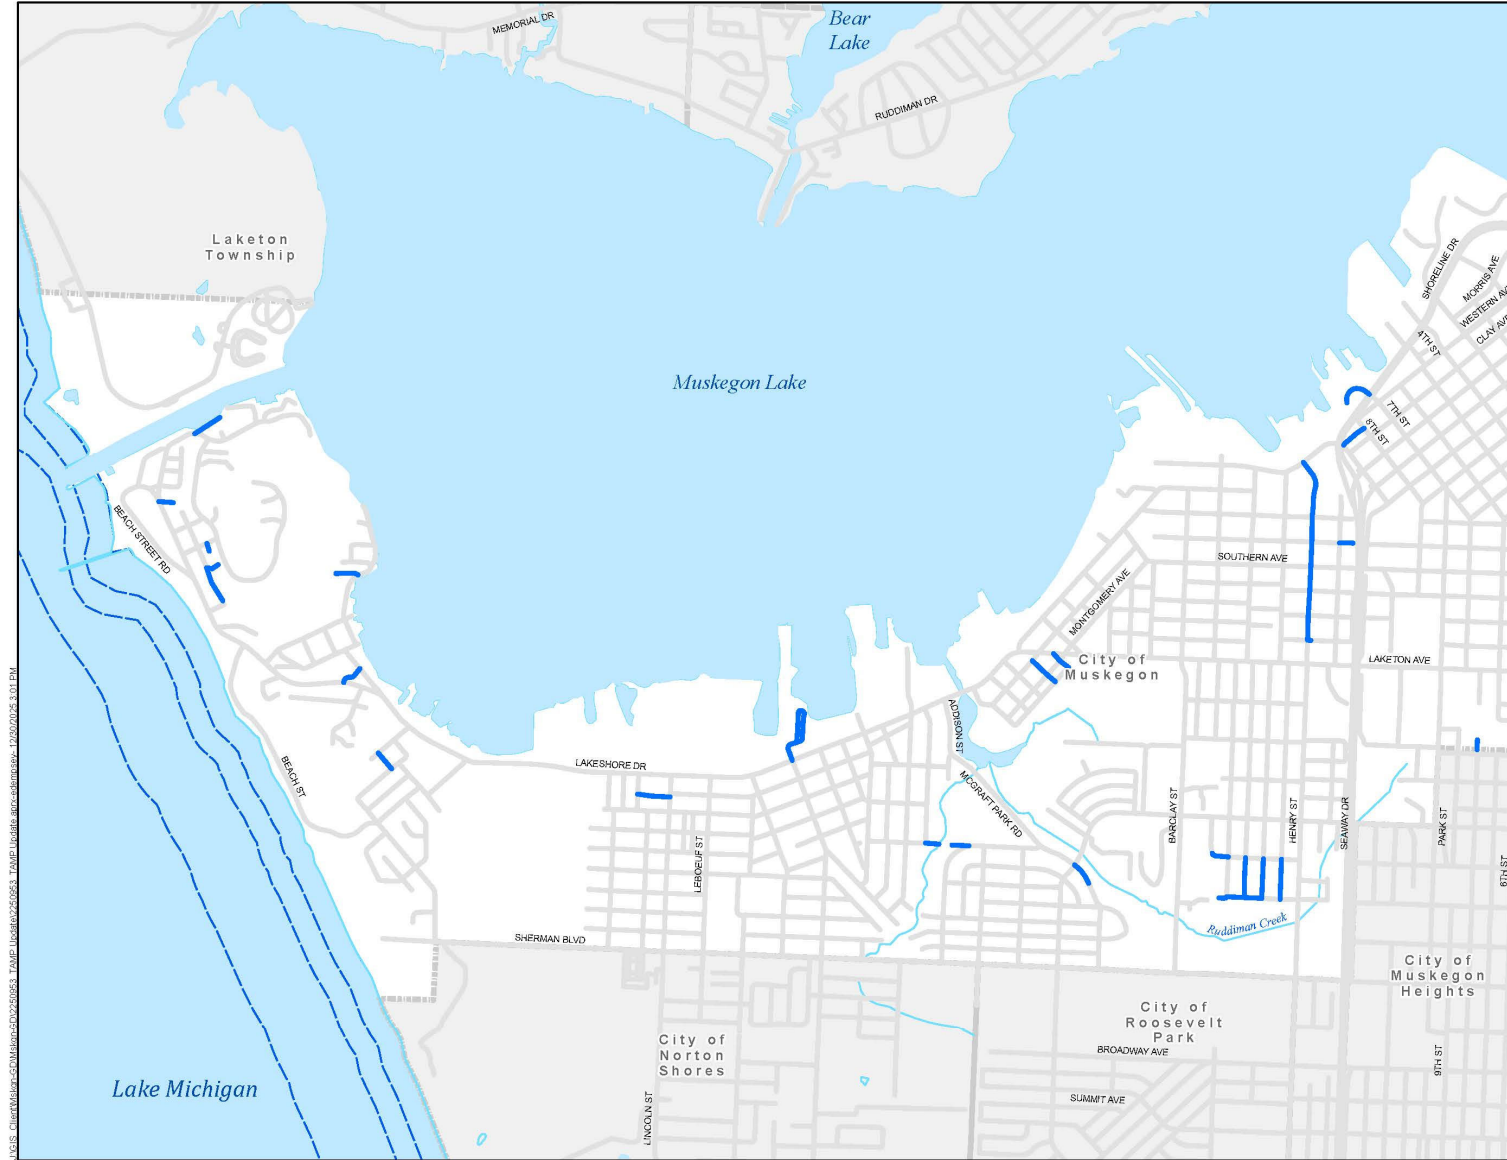 Bear
Lake
MEMORIAL DR
RUDDIMAN DR
Laketon
Township
SHORELINE DR
MORRIS AVE
WESTERN AV
CLAY AVE
4TH ST
Muskegon Lake
7TH ST
8TH ST
BEACH STREET RD
SOUTHERN AVE
MONTGOMERY AVE
City of
Muskegon
LAKETON AVE
ADDISON ST
LAKESHORE DR
BEACH ST
MCGRAFT PARK RD
BARCLAY ST
HENRY ST
SEAWAY DR
PARK ST
LEBOEUF ST
6TH ST
Ruddiman Creek
SHERMAN BLVD
City of
Muskegon
Heights
City of
Roosevelt
Park
City of
Norton
Shores
BROADWAY AVE
9TH ST
Lake Michigan
SUMMIT AVE
LINCOLN ST